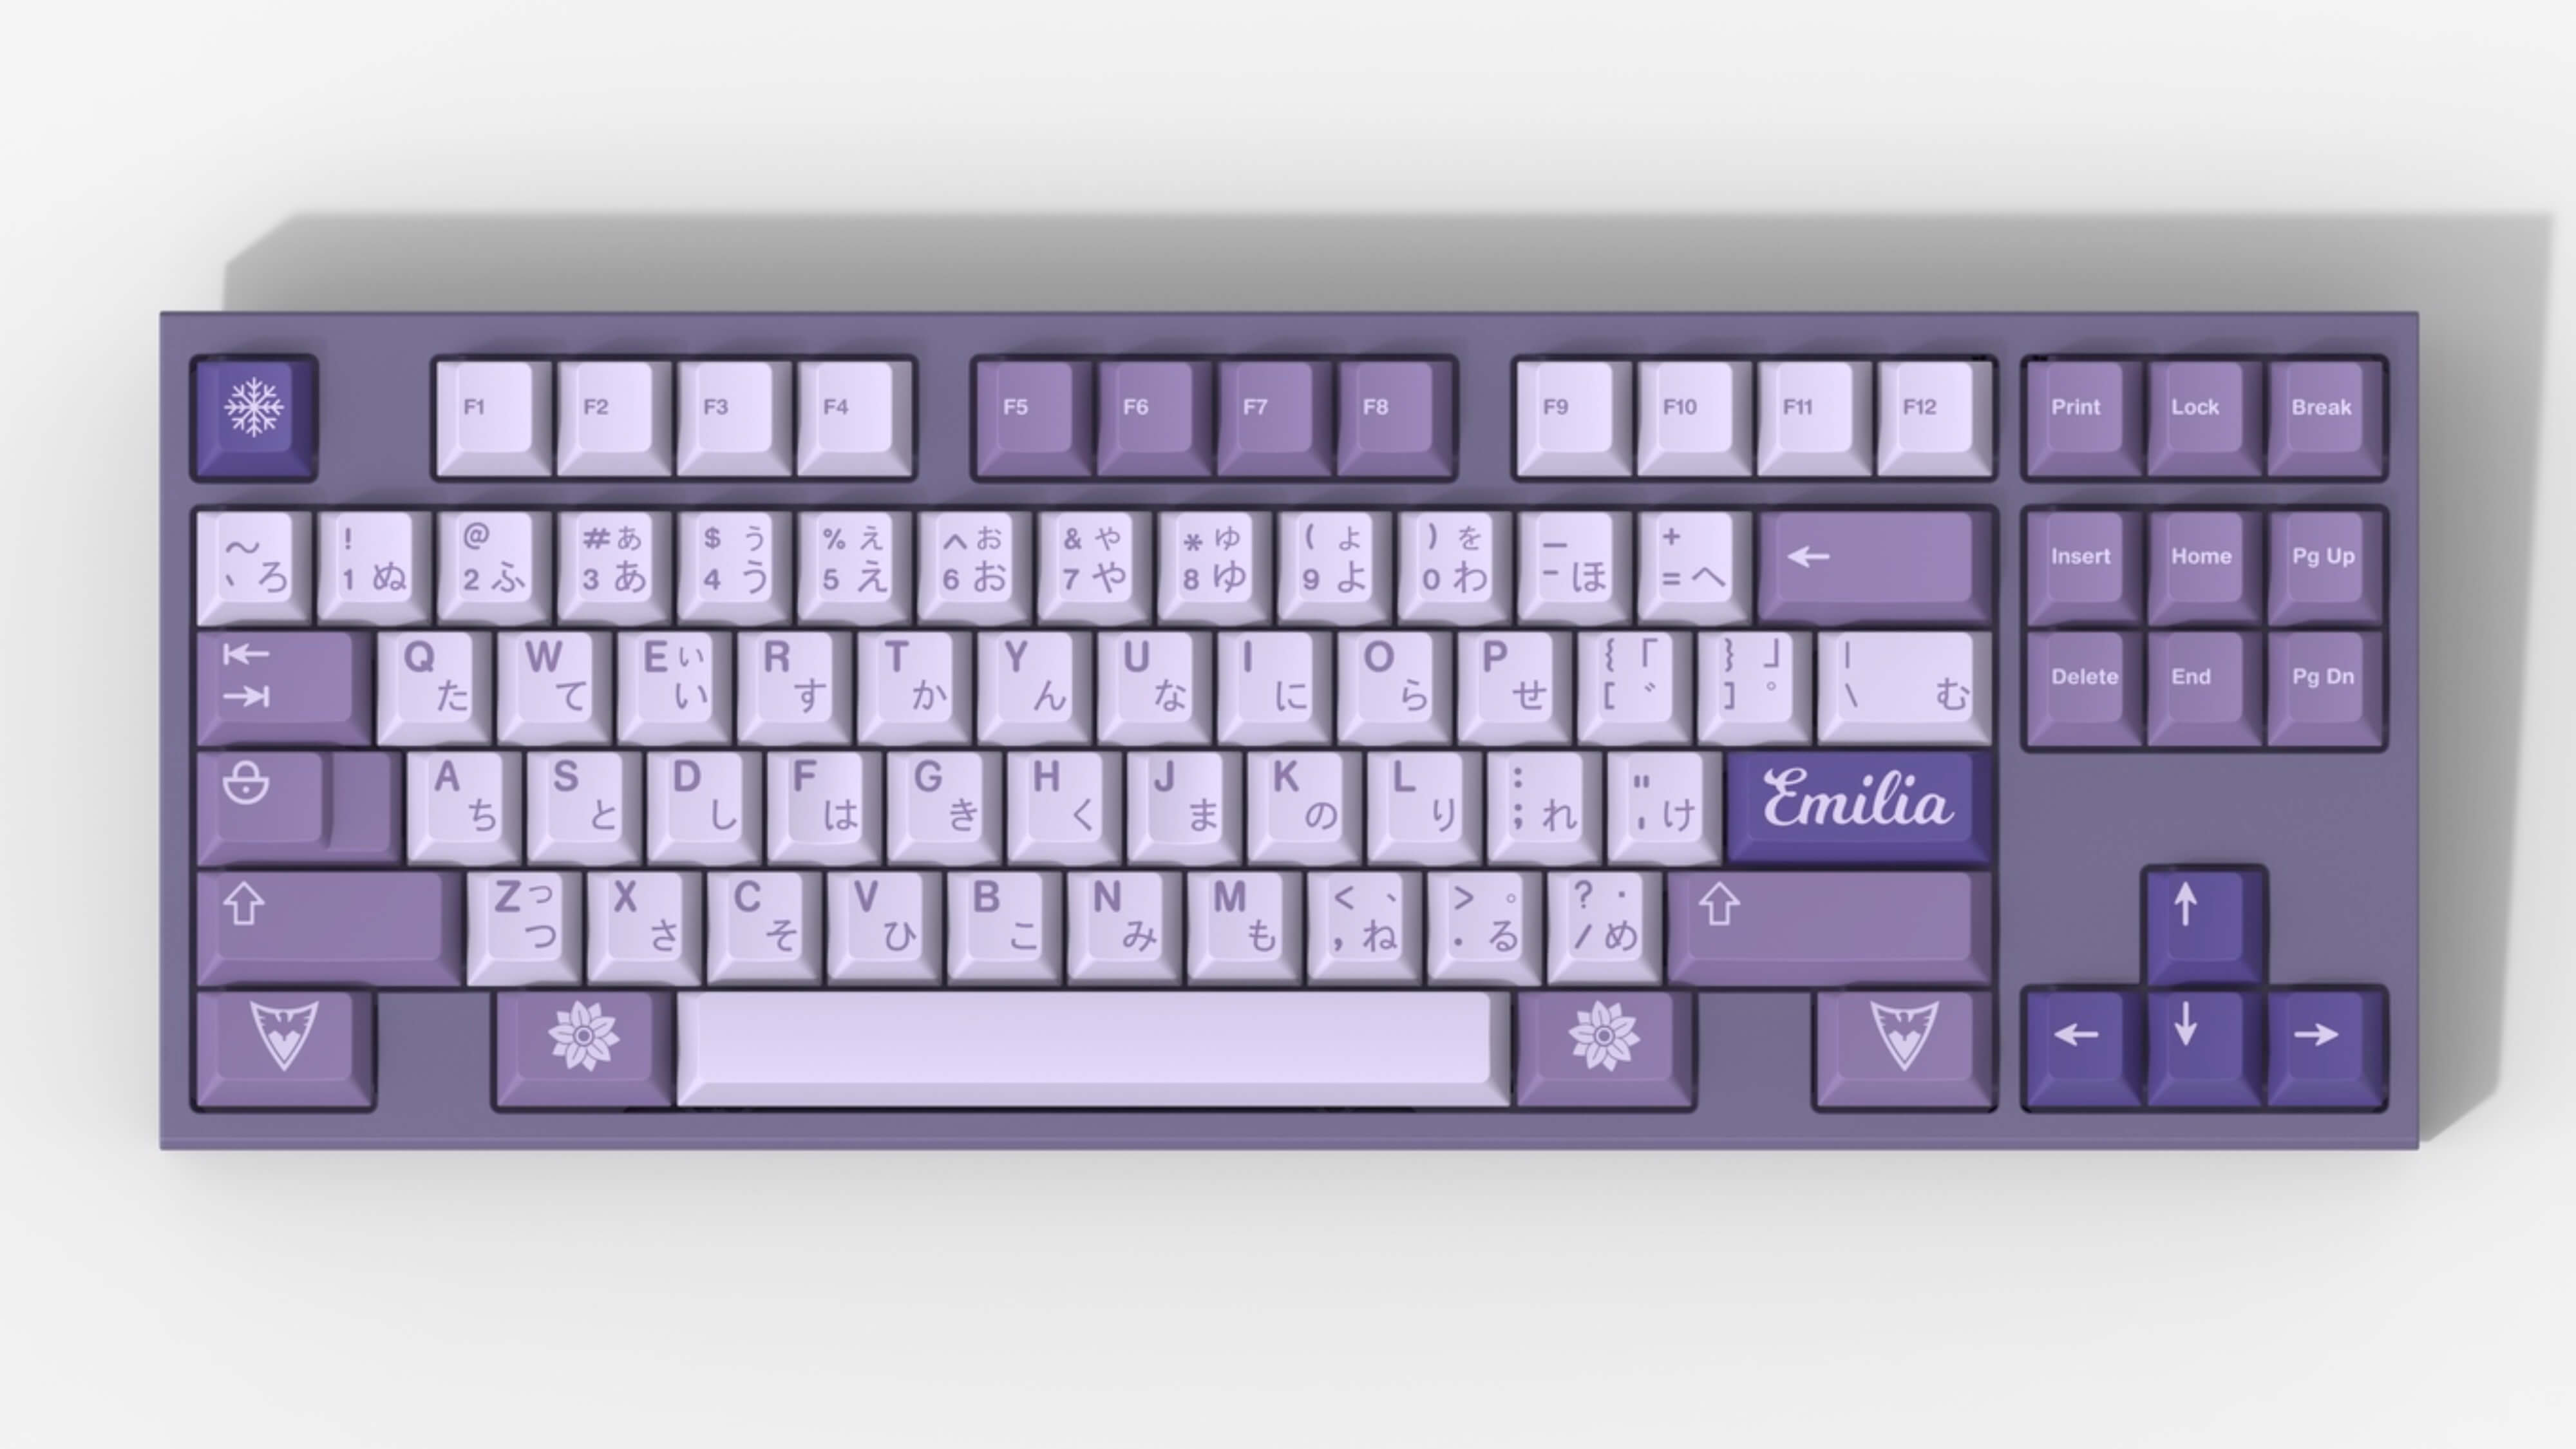 F1 F2 F3 F4 F5 F6 F7 F8 F9 F10 F11 F12 Print Lock Break
~ ! @ # ぁ $ ぅ % ぇ ^ ぉ & ゃ * ゅ ( ょ ) を _ +
` ろ 1 ぬ 2 ふ 3 あ 4 う 5 え 6 お 7 や 8 ゆ 9 よ 0 わ - ほ = へ ← Insert Home Pg Up
Q W E ぃ R T Y U I O P { 「 } 」 |
た て い す か ん な に ら せ [ ゛ ] ゜ \ む Delete End Pg Dn
A S D F G H J K L : " Emilia
ち と し は き く ま の り ; れ ' け
Z っ X C V B N M < 、 > 。 ? ・ ↑
つ さ そ ひ こ み も , ね . る / め
← ↓ →